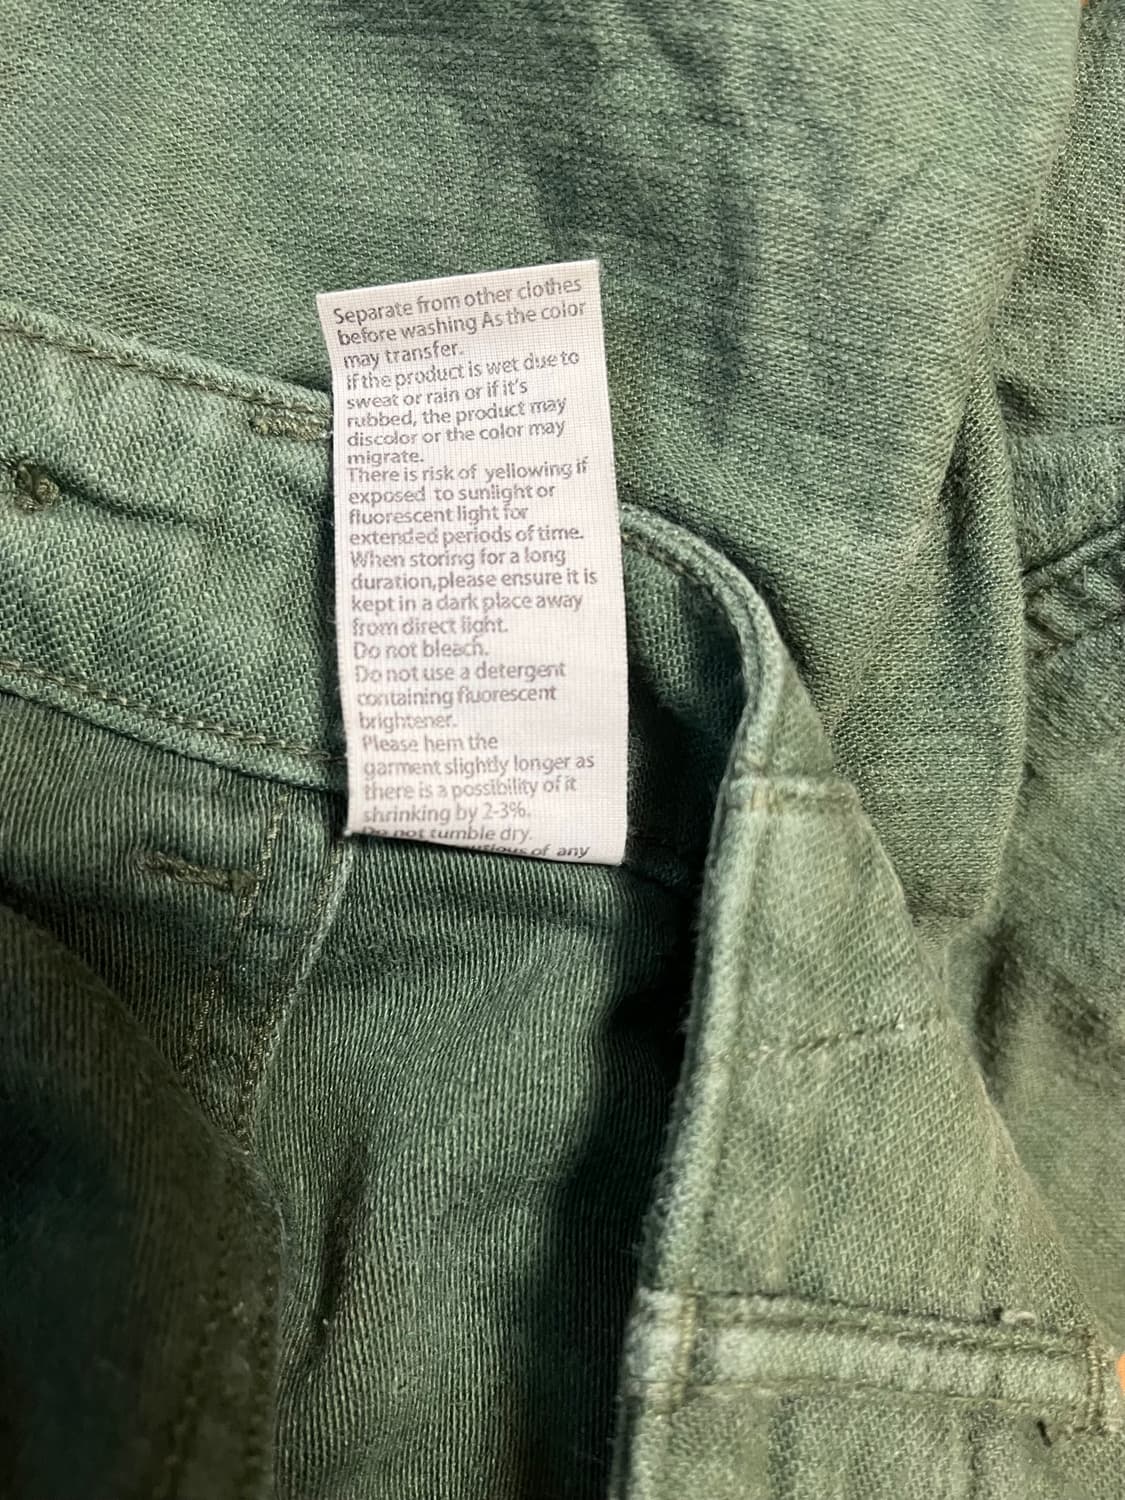 Separate from other clothes
before washing As the color
may transfer.
if the product is wet due to
sweat or rain or if it's
rubbed, the product may
discolor or the color may
migrate.
There is risk of yellowing if
exposed to sunlight or
fluorescent light for
extended periods of time.
When storing for a long
duration,please ensure it is
kept in a dark place away
from direct light.
Do not bleach.
Do not use a detergent
containing fluorescent
brightener.
Please hem the
garment slightly longer as
there is a possibility of it
shrinking by 2-3%.
Do not tumble dry.
of any